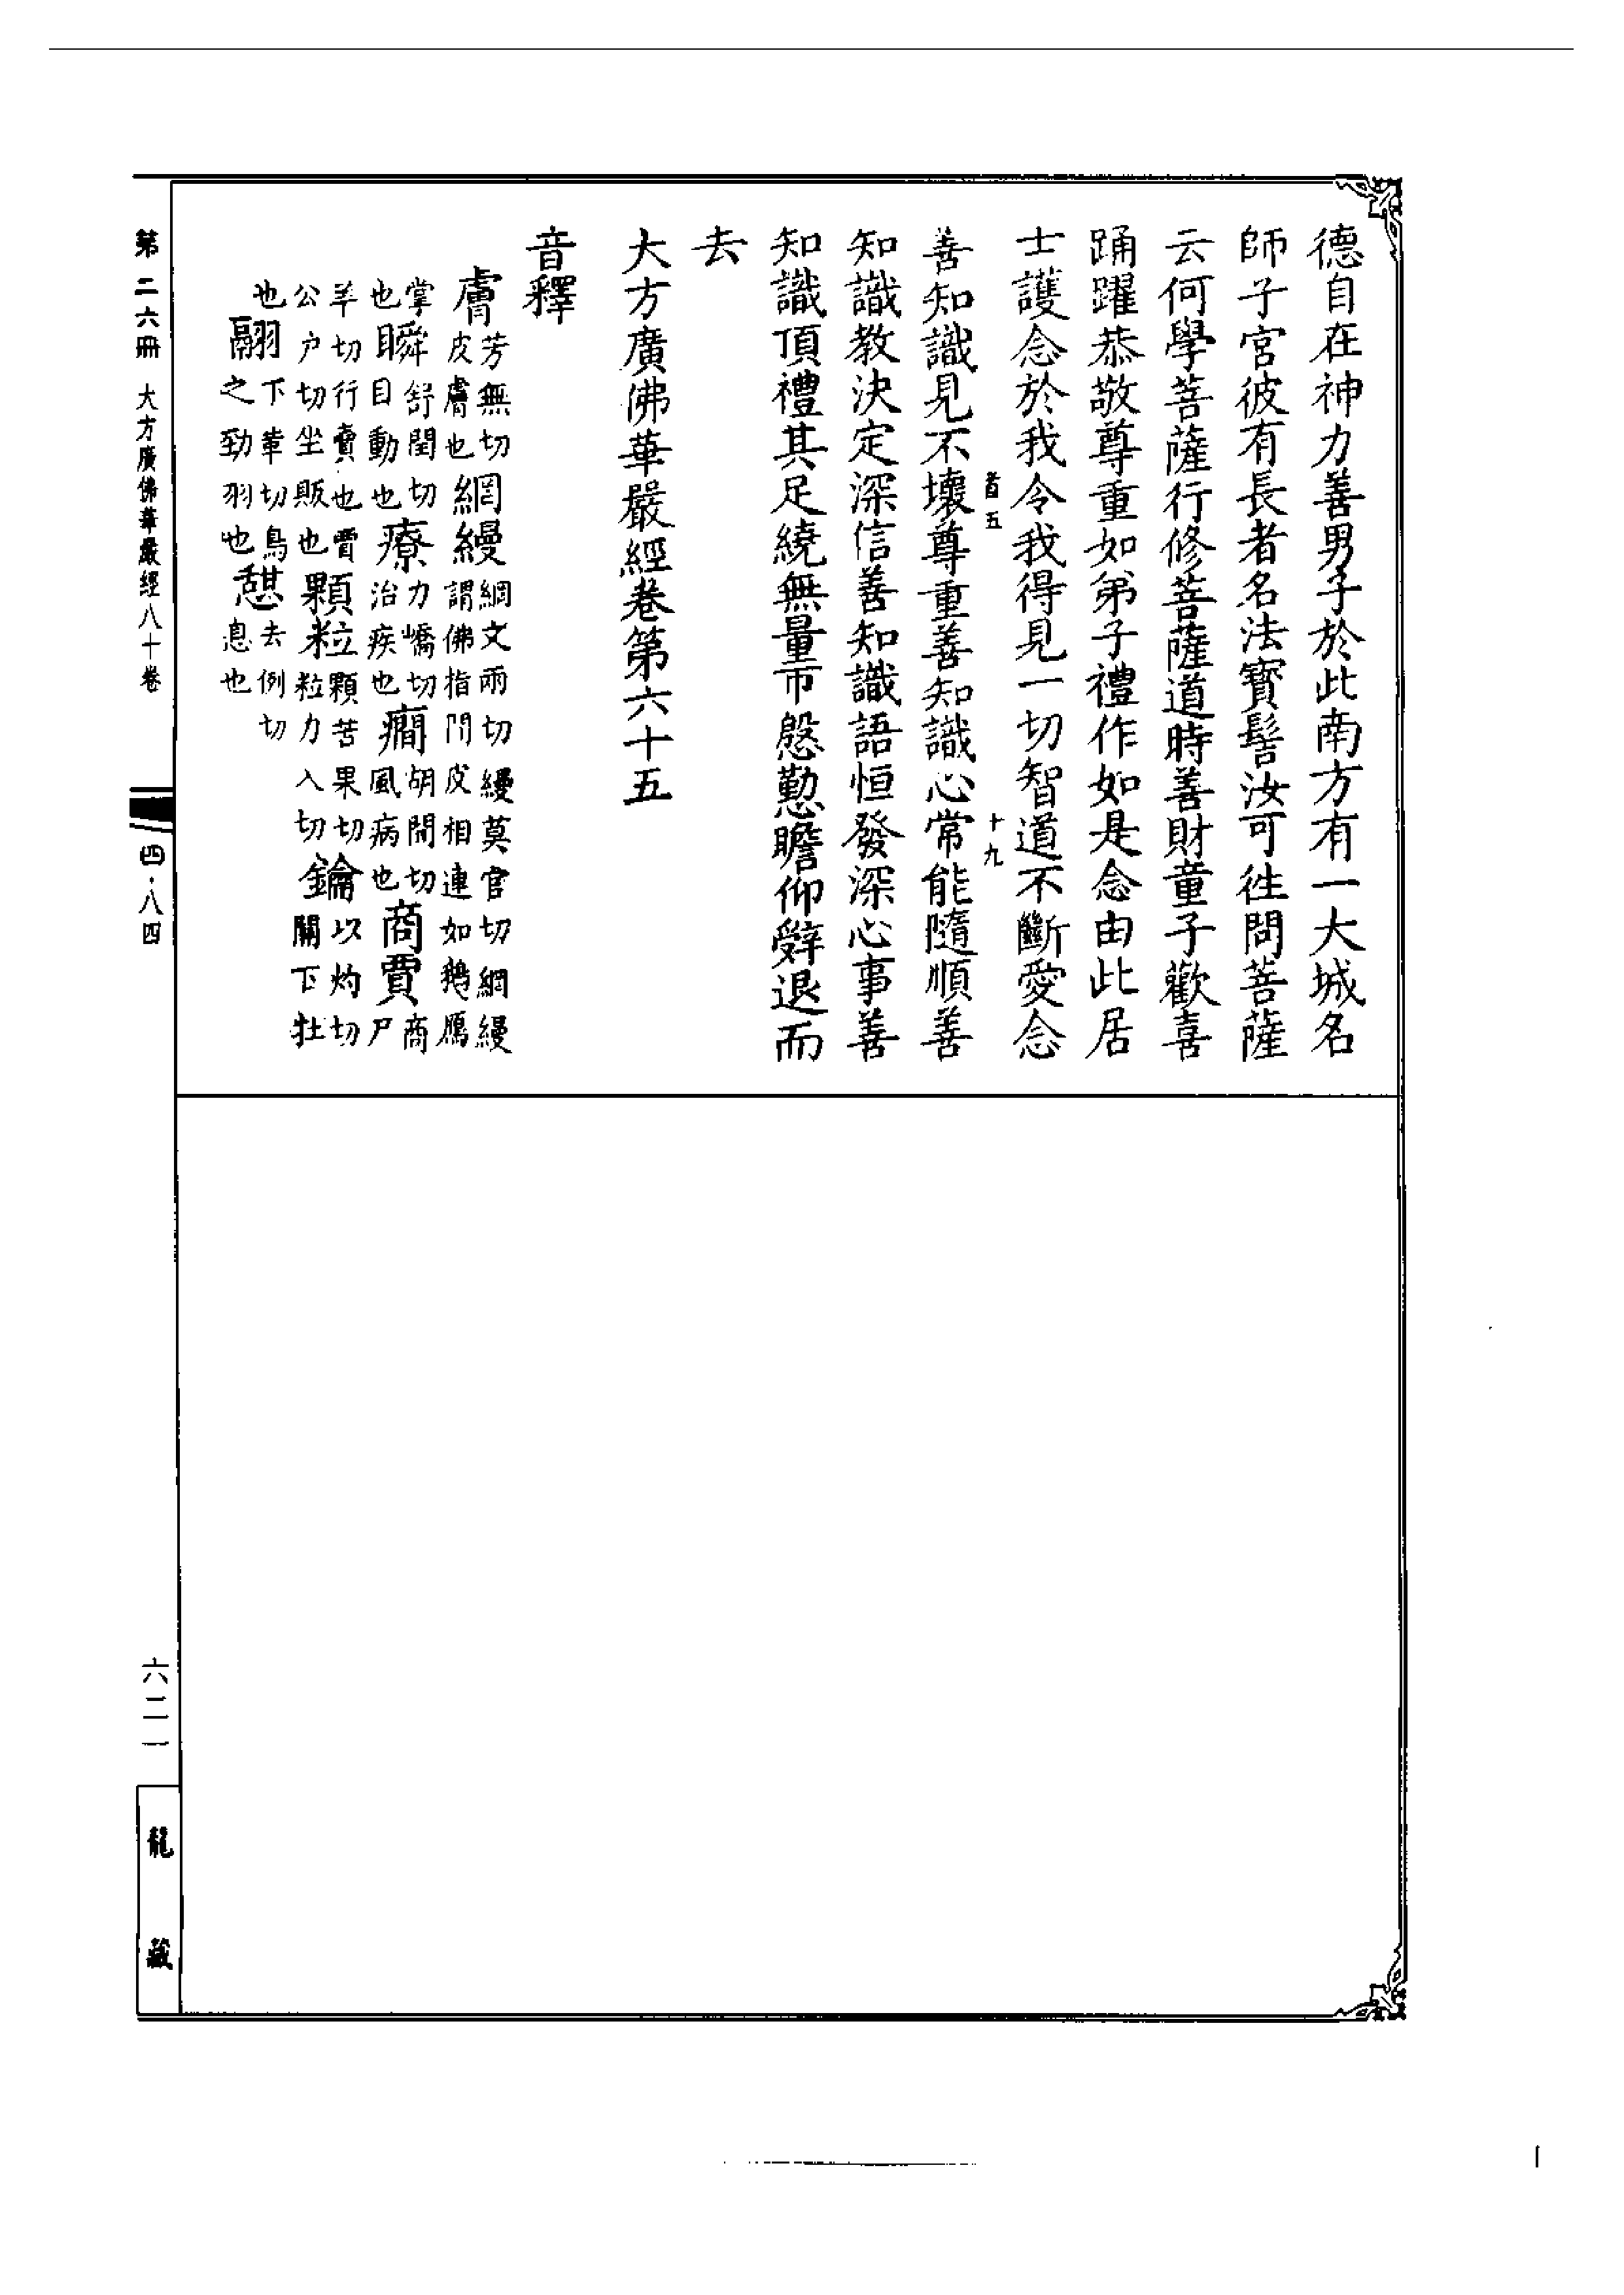 德自在神力善男子於此南方有一大城名
師子宮彼有長者名法寶髻汝可往問菩薩
云何學菩薩行修菩薩道時善財童子歡喜
踊躍恭敬尊重如弟子禮作如是念由此居
士護念於我令我得見一切智道不斷愛念
首五 十九
善知識見不壞尊重善知識心常能隨順善
知識教決定深信善知識語恒發深心事善
知識頂禮其足繞無量帀慇懃瞻仰辭退而
去
大方廣佛華嚴經卷第六十五
音釋
膚芳無切皮膚也網縵網文兩切縵莫官切網縵謂佛指間皮相連如鵝鴈
掌也瞬舒閏切目動也療力嶠切治疾也癇胡閒切風病也商賈商尸
羊切行賣也賈公户切坐販也顆粒顆苦果切粒力入切鑰以灼切關下牡
也翮下革切鳥之勁羽也憇去例切息也
第二六冊 大方廣佛華嚴經八十卷
四·八四
六二一
龍藏